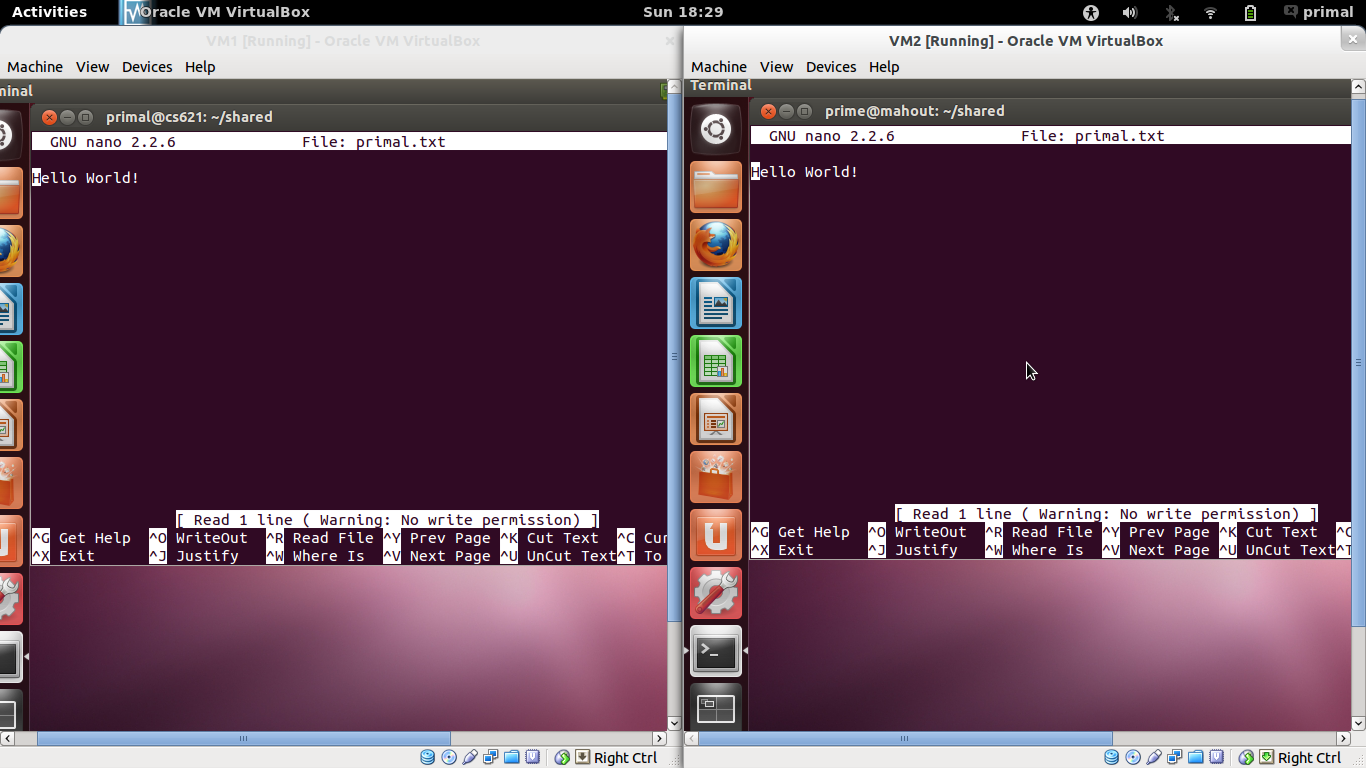 Activities Oracle VM VirtualBox Sun 18:29 primal
VM1 [Running] - Oracle VM VirtualBox
Machine View Devices Help
minal
primal@cs621: ~/shared
GNU nano 2.2.6 File: primal.txt
Hello World!
[ Read 1 line ( Warning: No write permission) ]
^G Get Help ^O WriteOut ^R Read File ^Y Prev Page ^K Cut Text ^C Cur
^X Exit ^J Justify ^W Where Is ^V Next Page ^U UnCut Text^T To
Right Ctrl
VM2 [Running] - Oracle VM VirtualBox
Machine View Devices Help
Terminal
prime@mahout: ~/shared
GNU nano 2.2.6 File: primal.txt
Hello World!
[ Read 1 line ( Warning: No write permission) ]
^G Get Help ^O WriteOut ^R Read File ^Y Prev Page ^K Cut Text ^C
^X Exit ^J Justify ^W Where Is ^V Next Page ^U UnCut Text^T
Right Ctrl